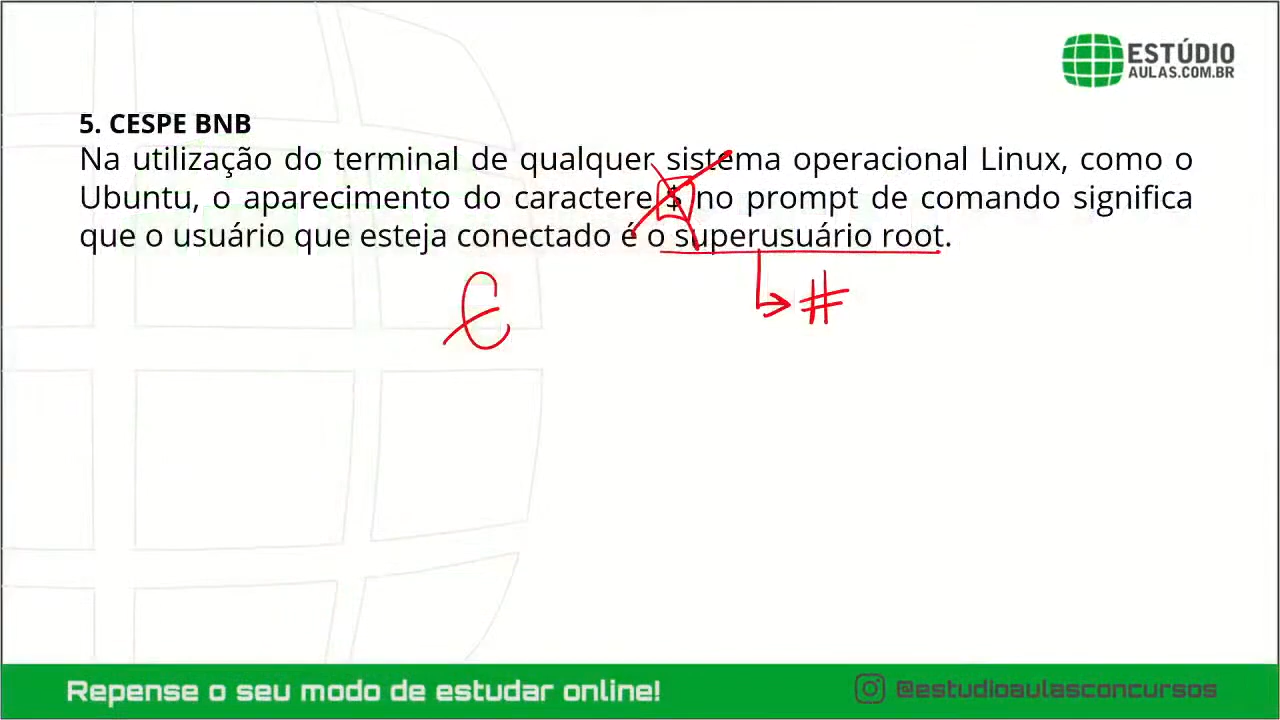 ESTÚDIO
AULAS.COM.BR
5. CESPE BNB
Na utilização do terminal de qualquer sistema operacional Linux, como o
Ubuntu, o aparecimento do caractere $ no prompt de comando significa
que o usuário que esteja conectado é o superusuário root.
E
#
Repense o seu modo de estudar online!
@estudioaulasconcursos